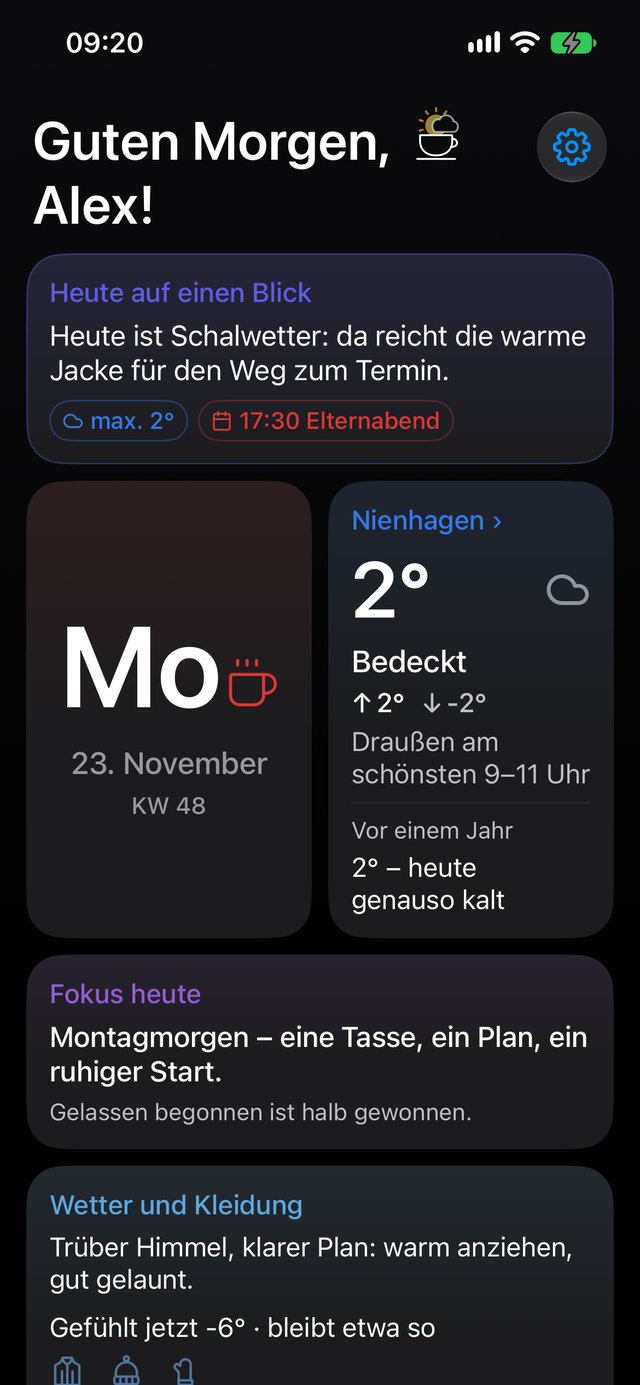 09:20
Guten Morgen,
Alex!
Heute auf einen Blick
Heute ist Schalwetter: da reicht die warme
Jacke für den Weg zum Termin.
max. 2°
17:30 Elternabend
Mo
23. November
KW 48
Nienhagen ›
2°
Bedeckt
↑ 2° ↓ -2°
Draußen am
schönsten 9–11 Uhr
Vor einem Jahr
2° – heute
genauso kalt
Fokus heute
Montagmorgen – eine Tasse, ein Plan, ein
ruhiger Start.
Gelassen begonnen ist halb gewonnen.
Wetter und Kleidung
Trüber Himmel, klarer Plan: warm anziehen,
gut gelaunt.
Gefühlt jetzt -6° · bleibt etwa so